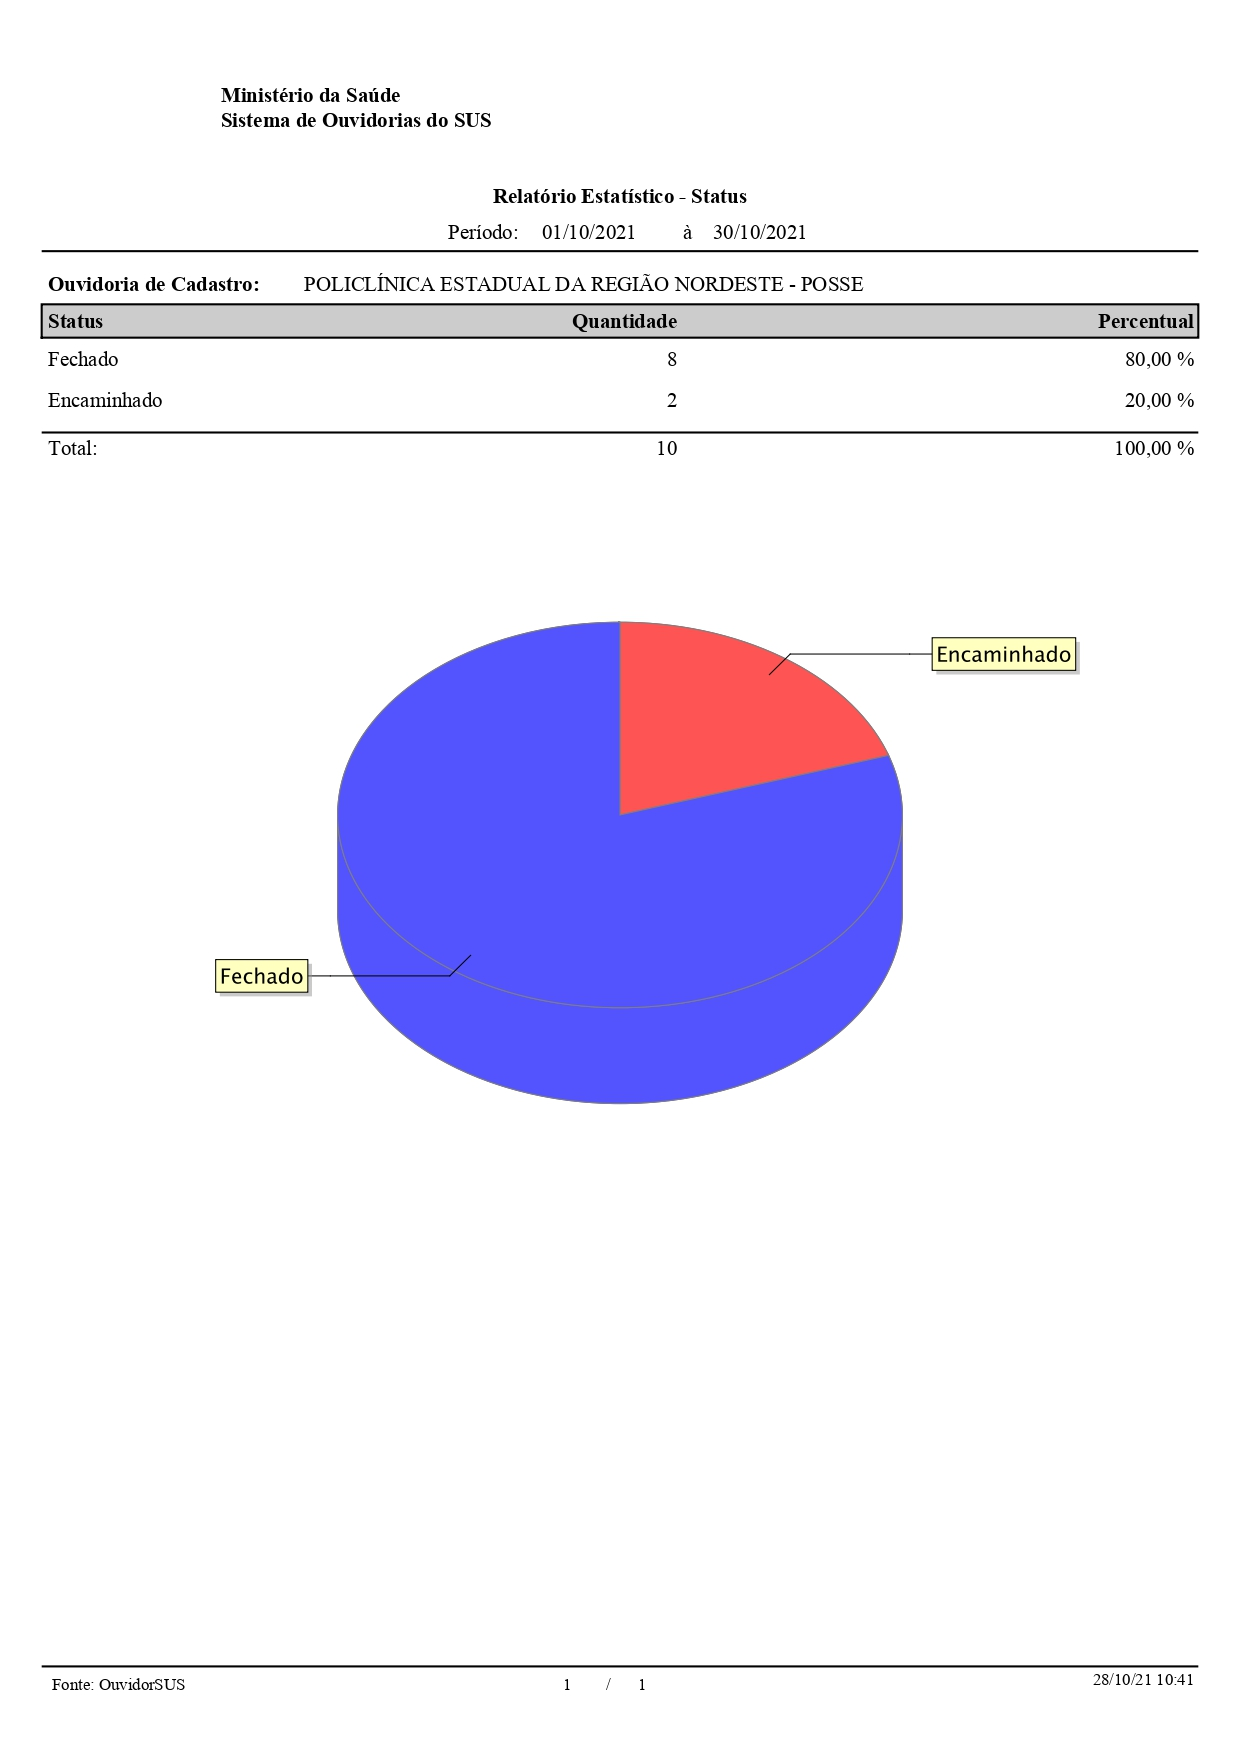 Ministério da Saúde
Sistema de Ouvidorias do SUS
Relatório Estatístico - Status
Período: 01/10/2021 à 30/10/2021
Ouvidoria de Cadastro: POLICLÍNICA ESTADUAL DA REGIÃO NORDESTE - POSSE
Status Quantidade Percentual
Fechado 8 80,00 %
Encaminhado 2 20,00 %
Total: 10 100,00 %
Encaminhado
Fechado
Fonte: OuvidorSUS 1 / 1 28/10/21 10:41